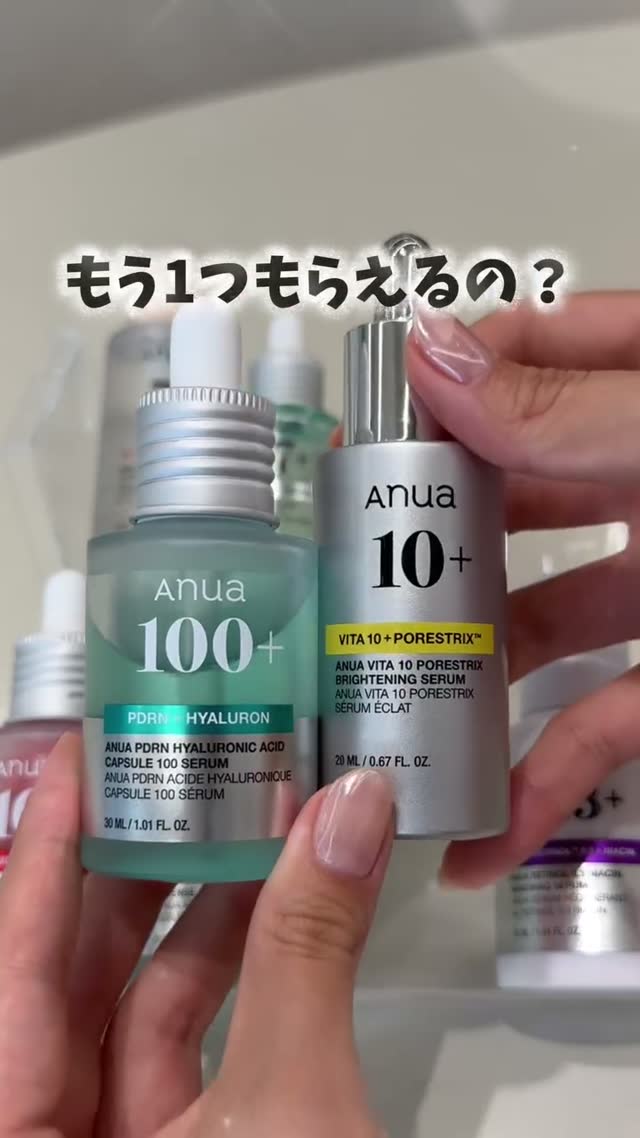 もう1つもらえるの？
Anua
100+
PDRN + HYALURON
ANUA PDRN HYALURONIC ACID
CAPSULE 100 SERUM
ANUA PDRN ACIDE HYALURONIQUE
CAPSULE 100 SÉRUM
30 ML / 1.01 FL. OZ.
Anua
10+
VITA 10 + PORESTRIX™
ANUA VITA 10 PORESTRIX
BRIGHTENING SERUM
ANUA VITA 10 PORESTRIX
SÉRUM ÉCLAT
20 ML / 0.67 FL. OZ.